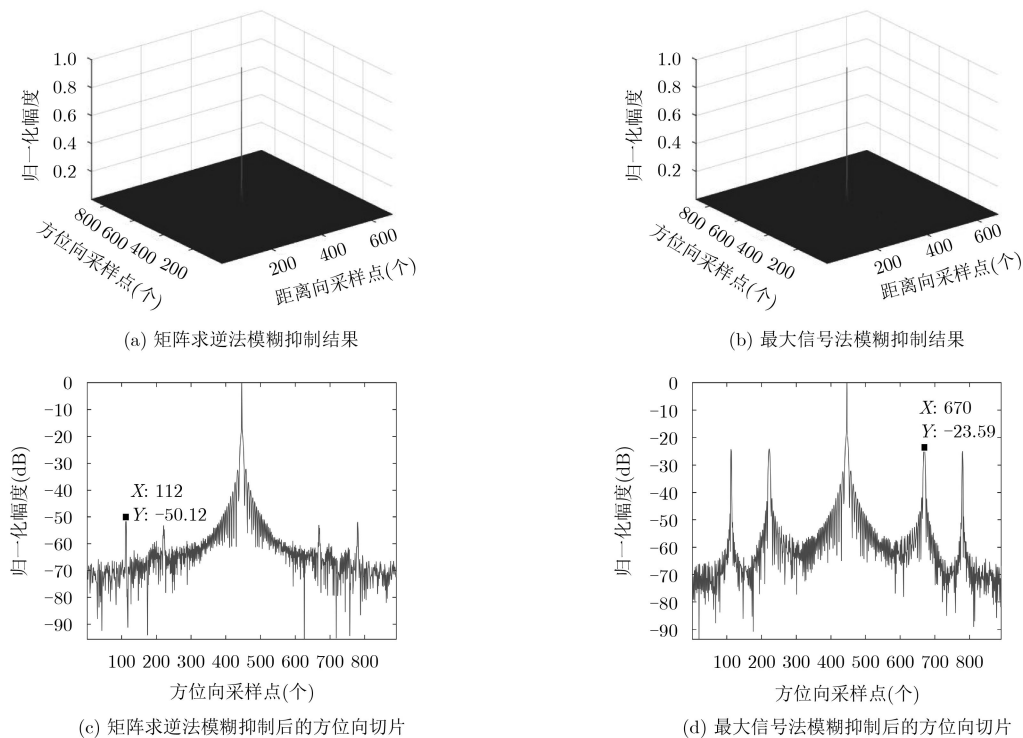 1.0
0.8
0.6
0.4
0.2
归一化幅度
800 600 400 200
方位向采样点(个)
200 400 600
距离向采样点(个)
(a) 矩阵求逆法模糊抑制结果
1.0
0.8
0.6
0.4
0.2
归一化幅度
800 600 400 200
方位向采样点(个)
200 400 600
距离向采样点(个)
(b) 最大信号法模糊抑制结果
0
−10
−20
−30
−40
−50
−60
−70
−80
−90
归一化幅度(dB)
X: 112
Y: −50.12
100 200 300 400 500 600 700 800
方位向采样点(个)
(c) 矩阵求逆法模糊抑制后的方位向切片
0
−10
−20
−30
−40
−50
−60
−70
−80
−90
归一化幅度(dB)
X: 670
Y: −23.59
100 200 300 400 500 600 700 800
方位向采样点(个)
(d) 最大信号法模糊抑制后的方位向切片